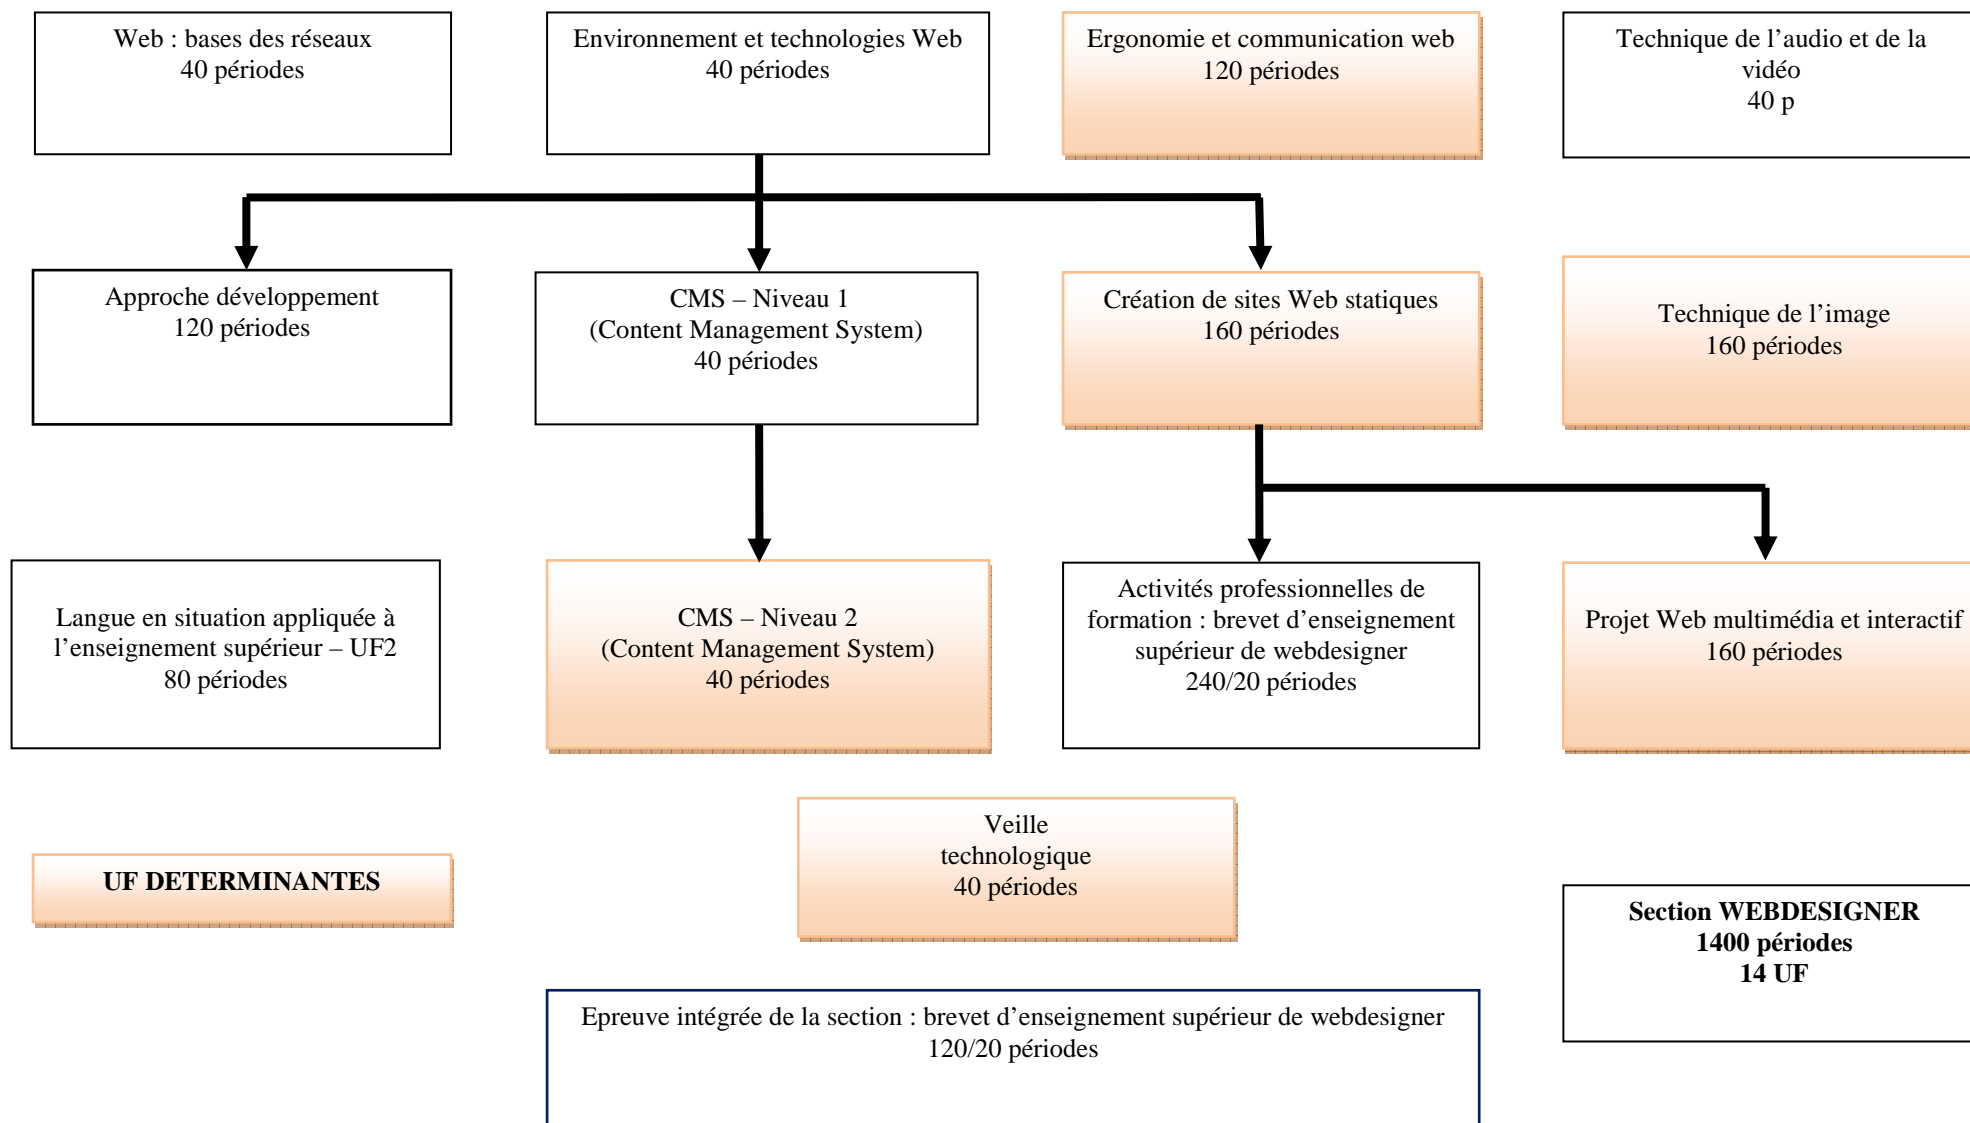 Web : bases des réseaux
40 périodes
Environnement et technologies Web
40 périodes
Ergonomie et communication web
120 périodes
Technique de l’audio et de la
vidéo
40 p
Approche développement
120 périodes
CMS – Niveau 1
(Content Management System)
40 périodes
Création de sites Web statiques
160 périodes
Technique de l’image
160 périodes
Langue en situation appliquée à
l’enseignement supérieur – UF2
80 périodes
CMS – Niveau 2
(Content Management System)
40 périodes
Activités professionnelles de
formation : brevet d’enseignement
supérieur de webdesigner
240/20 périodes
Projet Web multimédia et interactif
160 périodes
Veille
technologique
40 périodes
UF DETERMINANTES
Section WEBDESIGNER
1400 périodes
14 UF
Epreuve intégrée de la section : brevet d’enseignement supérieur de webdesigner
120/20 périodes